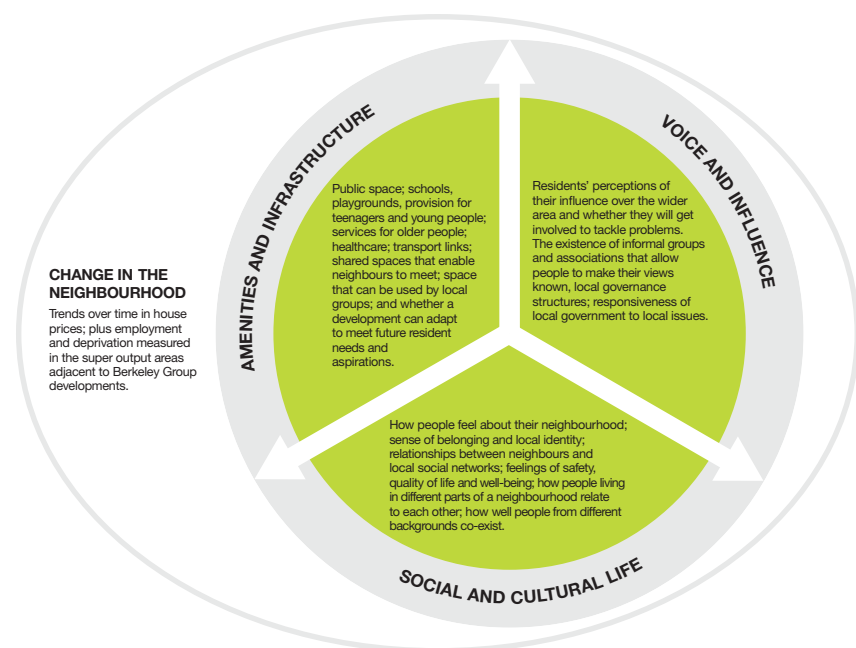 AMENITIES AND INFRASTRUCTURE
VOICE AND INFLUENCE
Public space; schools,
playgrounds, provision for
teenagers and young people;
services for older people;
healthcare; transport links;
shared spaces that enable
neighbours to meet; space
that can be used by local
groups; and whether a
development can adapt
to meet future resident
needs and
aspirations.
Residents’ perceptions of
their influence over the wider
area and whether they will get
involved to tackle problems.
The existence of informal groups
and associations that allow
people to make their views
known, local governance
structures; responsiveness of
local government to local issues.
CHANGE IN THE
NEIGHBOURHOOD
Trends over time in house
prices; plus employment
and deprivation measured
in the super output areas
adjacent to Berkeley Group
developments.
How people feel about their neighbourhood;
sense of belonging and local identity;
relationships between neighbours and
local social networks; feelings of safety,
quality of life and well-being; how people living
in different parts of a neighbourhood relate
to each other; how well people from different
backgrounds co-exist.
SOCIAL AND CULTURAL LIFE